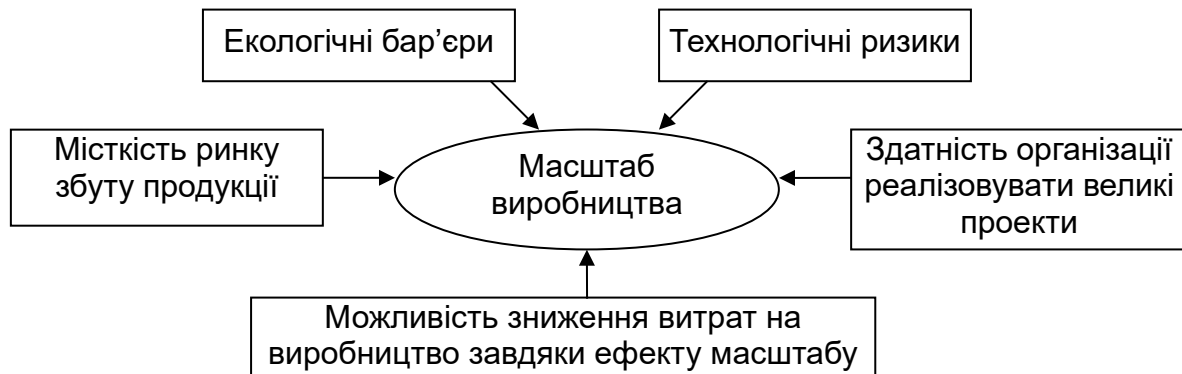 Екологічні бар’єри
Технологічні ризики
Місткість ринку
збуту продукції
Масштаб
виробництва
Здатність організації
реалізовувати великі
проекти
Можливість зниження витрат на
виробництво завдяки ефекту масштабу